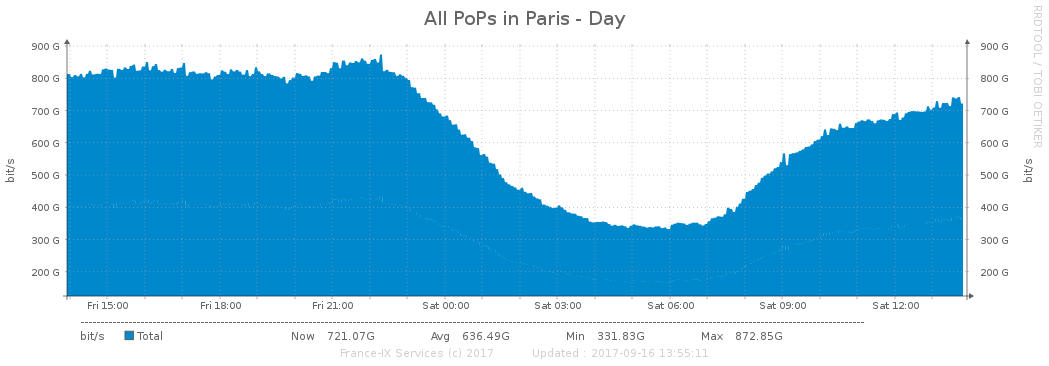 All PoPs in Paris - Day
RRDTOOL / TOBI OETIKER
900 G 900 G
800 G 800 G
700 G 700 G
600 G 600 G
500 G 500 G
400 G 400 G
300 G 300 G
200 G 200 G
bit/s bit/s
Fri 15:00 Fri 18:00 Fri 21:00 Sat 00:00 Sat 03:00 Sat 06:00 Sat 09:00 Sat 12:00
bit/s Total Now 721.07G Avg 636.49G Min 331.83G Max 872.85G
France-IX Services (c) 2017 Updated : 2017-09-16 13:55:11